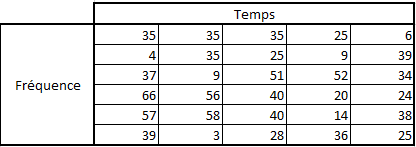 Temps
35 35 35 25 6
4 35 25 9 39
37 9 51 52 34
Fréquence
66 56 40 20 24
57 58 40 14 38
39 3 28 36 25